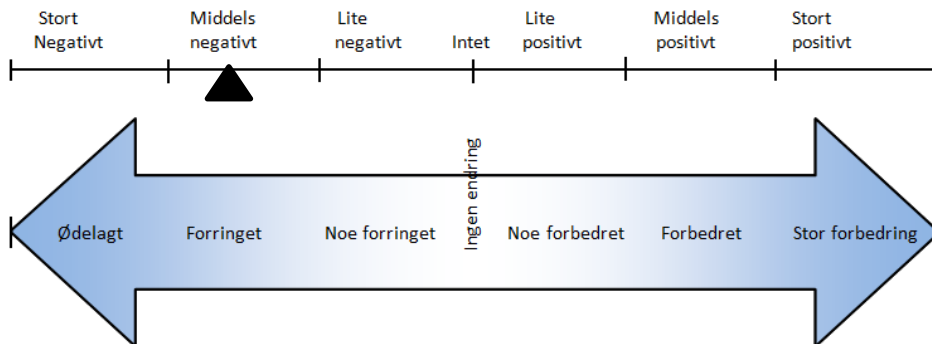 Stort Negativt
Middels negativt
Lite negativt
Intet
Lite positivt
Middels positivt
Stort positivt
Ingen endring
Ødelagt
Forringet
Noe forringet
Noe forbedret
Forbedret
Stor forbedring